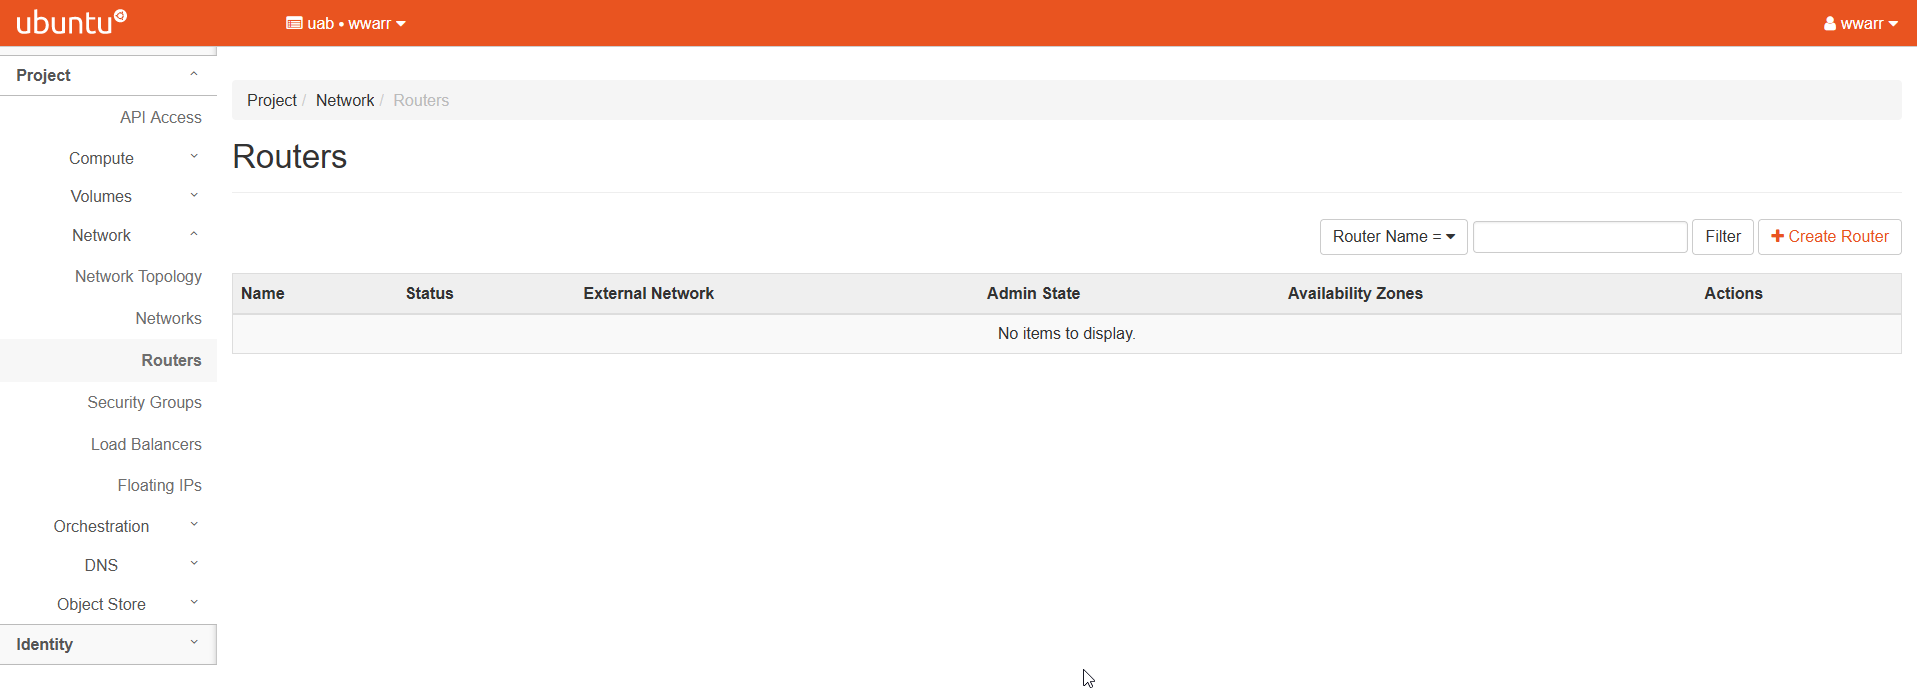 ubuntu
uab • wwarr
wwarr
Project
API Access
Compute
Volumes
Network
Network Topology
Networks
Routers
Security Groups
Load Balancers
Floating IPs
Orchestration
DNS
Object Store
Identity
Project / Network / Routers
Routers
Router Name = Filter Create Router
Name Status External Network Admin State Availability Zones Actions
No items to display.